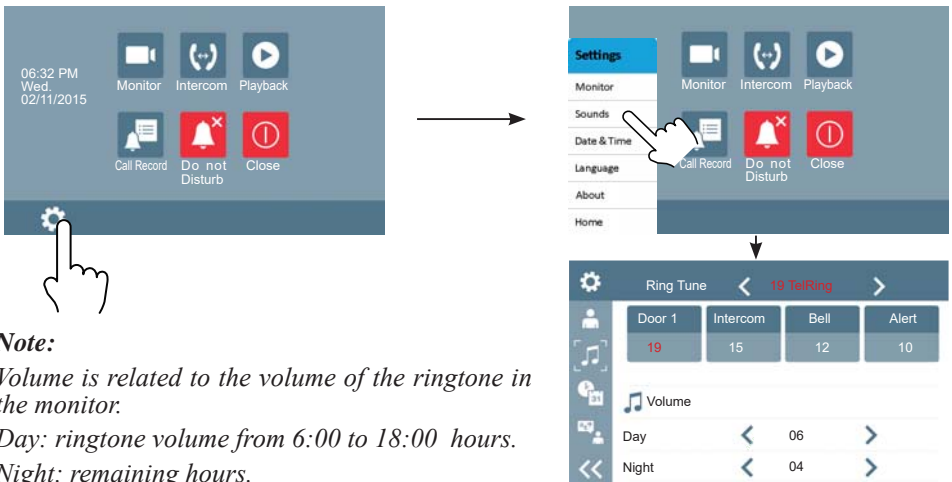 06:32 PM
Wed.
02/11/2015
Monitor Intercom Playback
Call Record Do not Disturb Close
Settings
Monitor
Sounds
Date & Time
Language
About
Home
Monitor Intercom Playback
Call Record Do not Disturb Close
Note:
Volume is related to the volume of the ringtone in
the monitor.
Day: ringtone volume from 6:00 to 18:00 hours.
Night: remaining hours.
Ring Tune 19 TelRing
Door 1 Intercom Bell Alert
19 15 12 10
31
Volume
Day 06
Night 04